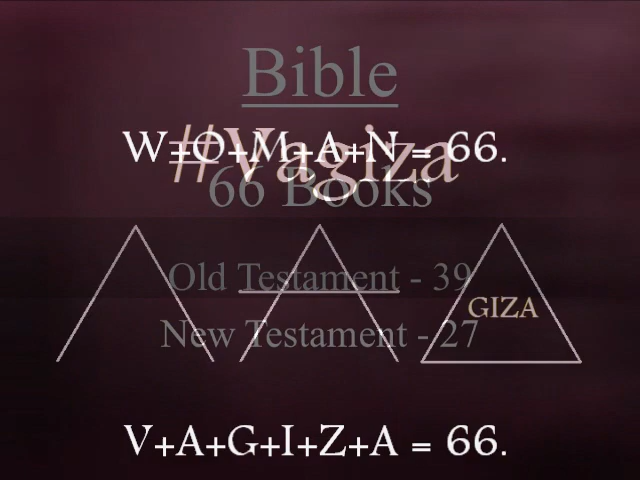 Bible
W+O+M+A+N = 66.
#Vagiza
66 Books
Old Testament - 39
GIZA
New Testament - 27
V+A+G+I+Z+A = 66.